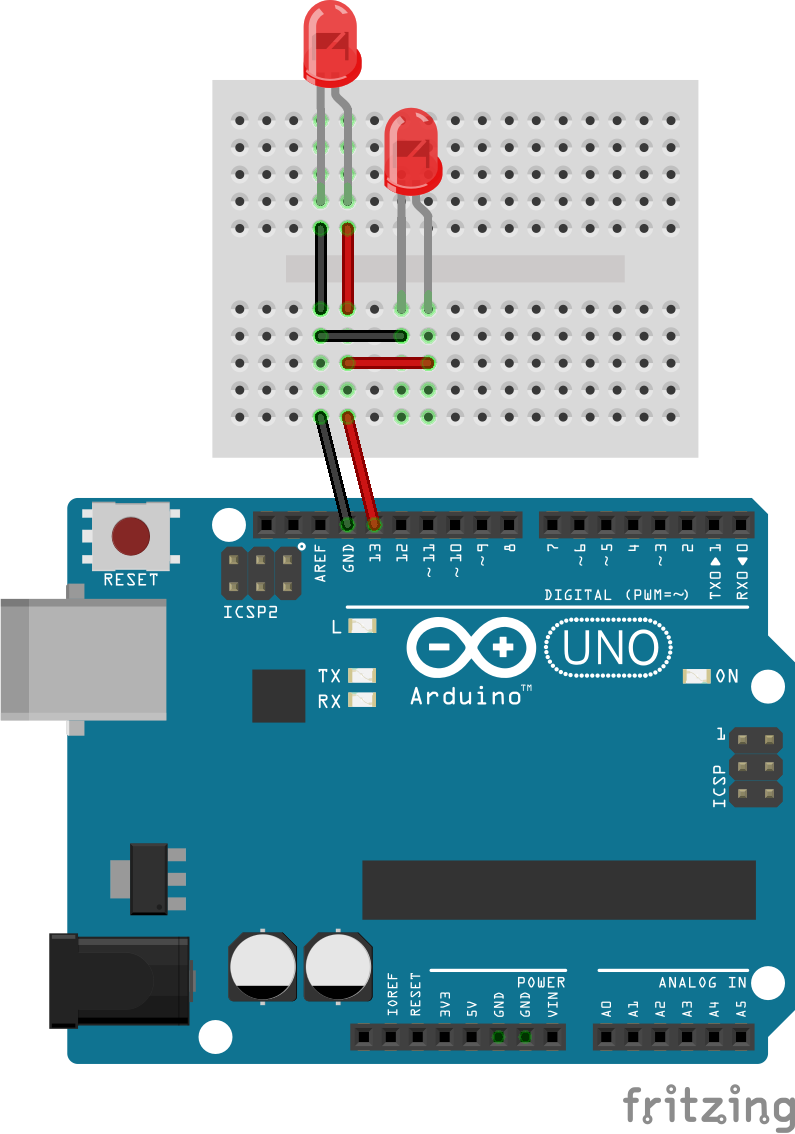 RESET
ICSP2
AREF
GND
13
12
~11
~10
~9
8
7
~6
~5
4
~3
2
TX0▶1
RX0◀0
DIGITAL (PWM=~)
L
TX
RX
UNO
Arduino™
ON
1
ICSP
POWER
ANALOG IN
IOREF
RESET
3V3
5V
GND
GND
VIN
A0
A1
A2
A3
A4
A5
fritzing